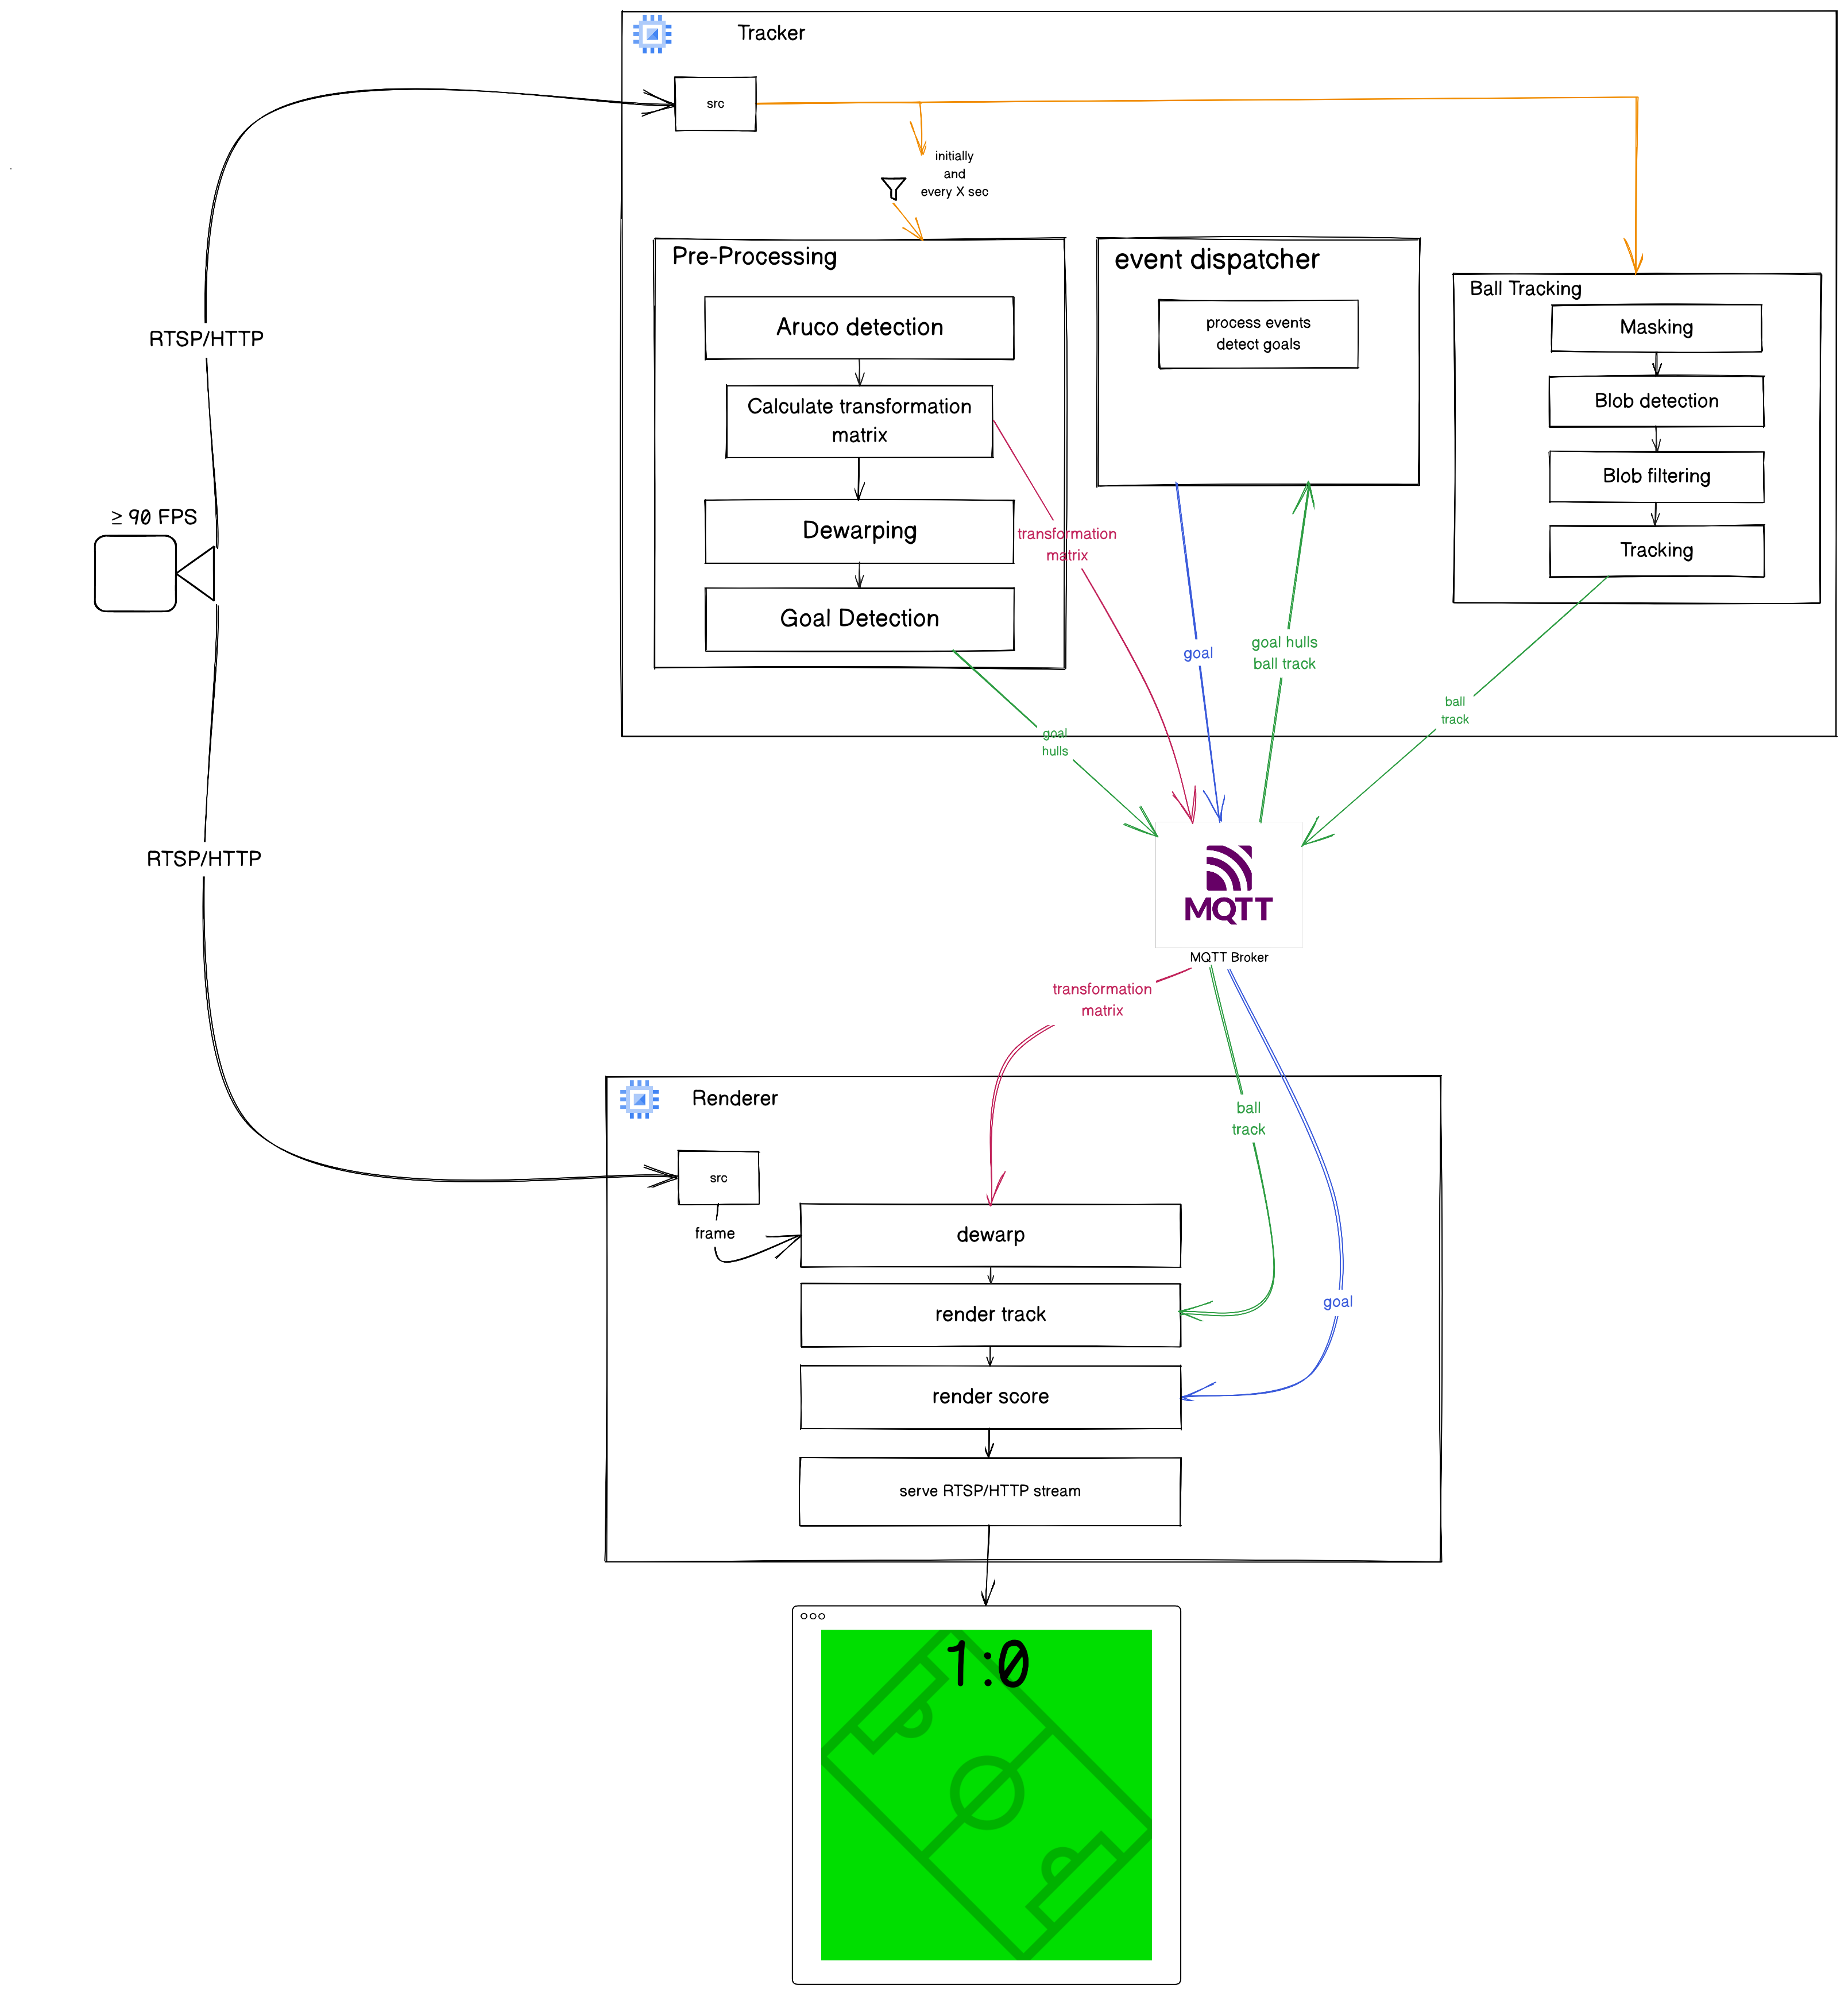 Tracker
src
initially
and
every X sec
RTSP/HTTP
≥ 90 FPS
RTSP/HTTP
Pre-Processing
Aruco detection
Calculate transformation
matrix
Dewarping
Goal Detection
event dispatcher
process events
detect goals
Ball Tracking
Masking
Blob detection
Blob filtering
Tracking
transformation
matrix
goal
goal hulls
ball track
ball
track
goal
hulls
MQTT
MQTT Broker
transformation
matrix
ball
track
goal
Renderer
src
frame
dewarp
render track
render score
serve RTSP/HTTP stream
1:0